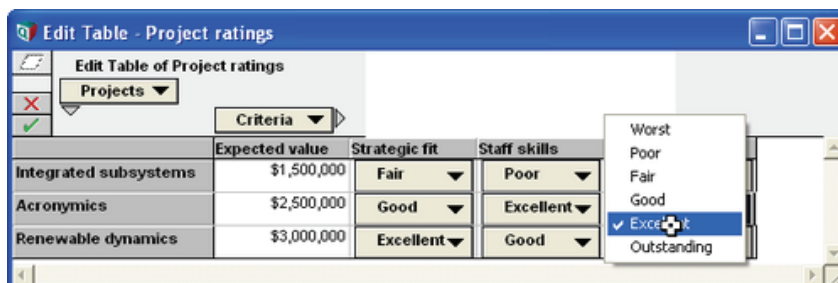 Edit Table - Project ratings
Edit Table of Project ratings
Projects
Criteria
Expected value Strategic fit Staff skills
Integrated subsystems $1,500,000 Fair Poor
Acronymics $2,500,000 Good Excellent
Renewable dynamics $3,000,000 Excellent Good
Worst
Poor
Fair
Good
Excellent
Outstanding